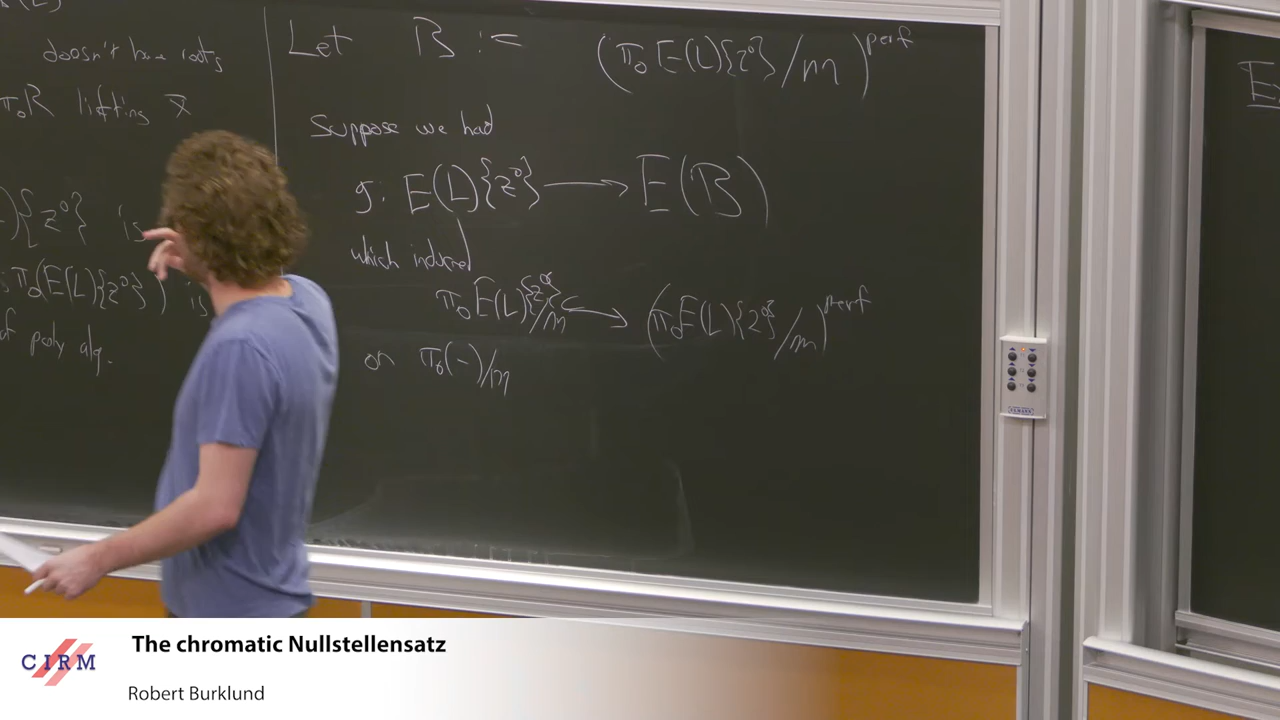 doesn't have roots
π₀R lifting x̄
){z⁰} is
π₀(E(L){z⁰}) is
of poly alg.
Let B := (π₀E(L){z⁰}/m)^perf
Suppose we had
g: E(L){z⁰} → E(B)
which induced
π₀E(L){z⁰}/m ↪ (π₀E(L){z⁰}/m)^perf
on π₀(-)/m
CIRM
The chromatic Nullstellensatz
Robert Burklund